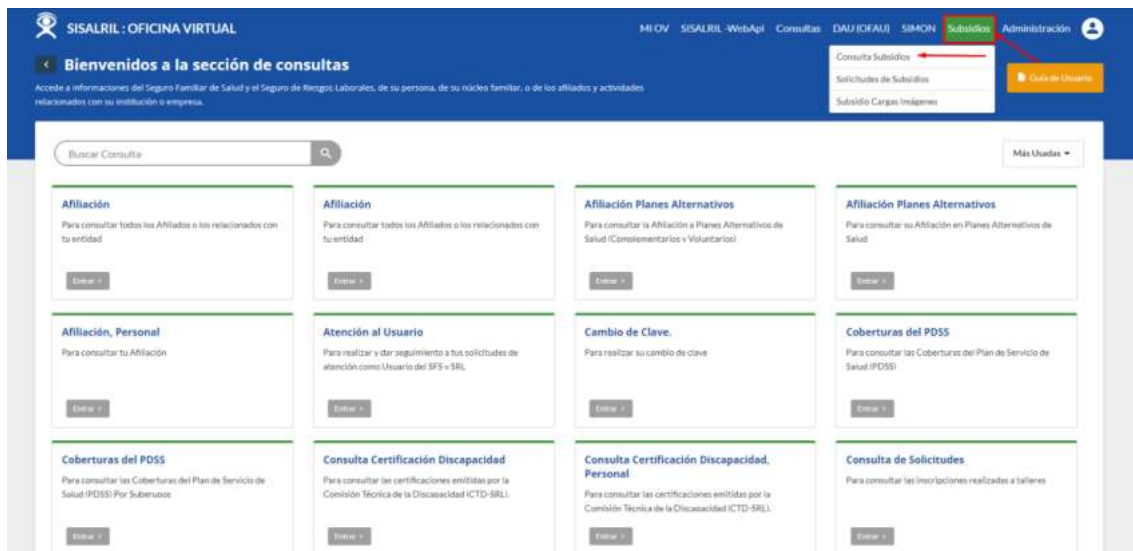 SISALRIL : OFICINA VIRTUAL
MI OV SISALRIL -WebApi Consultas DAU (OFAU) SIMON Subsidios Administración
Consulta Subsidios
Solicitudes de Subsidios
Subsidio Cargas Imágenes
Guía de Usuario
Bienvenidos a la sección de consultas
Accede a informaciones del Seguro Familiar de Salud y el Seguro de Riesgos Laborales, de su persona, de su núcleo familiar, o de los afiliados y actividades
relacionados con su institución o empresa.
Buscar Consulta
Más Usadas
Afiliación
Para consultar todos los Afiliados o los relacionados con
tu entidad
Entrar >
Afiliación
Para consultar todos los Afiliados o los relacionados con
tu entidad
Entrar >
Afiliación Planes Alternativos
Para consultar la Afiliación a Planes Alternativos de
Salud (Complementarios y Voluntarios)
Entrar >
Afiliación Planes Alternativos
Para consultar su Afiliación en Planes Alternativos de
Salud
Entrar >
Afiliación, Personal
Para consultar tu Afiliación
Entrar >
Atención al Usuario
Para realizar y dar seguimiento a tus solicitudes de
atención como Usuario del SFS y SRL
Entrar >
Cambio de Clave.
Para realizar su cambio de clave
Entrar >
Coberturas del PDSS
Para consultar las Coberturas del Plan de Servicio de
Salud (PDSS)
Entrar >
Coberturas del PDSS
Para consultar las Coberturas del Plan de Servicio de
Salud (PDSS) Por Subgrupos
Entrar >
Consulta Certificación Discapacidad
Para consultar las certificaciones emitidas por la
Comisión Técnica de la Discapacidad (CTD-SRL).
Entrar >
Consulta Certificación Discapacidad,
Personal
Para consultar las certificaciones emitidas por la
Comisión Técnica de la Discapacidad (CTD-SRL).
Entrar >
Consulta de Solicitudes
Para consultar las inscripciones realizadas a talleres
Entrar >